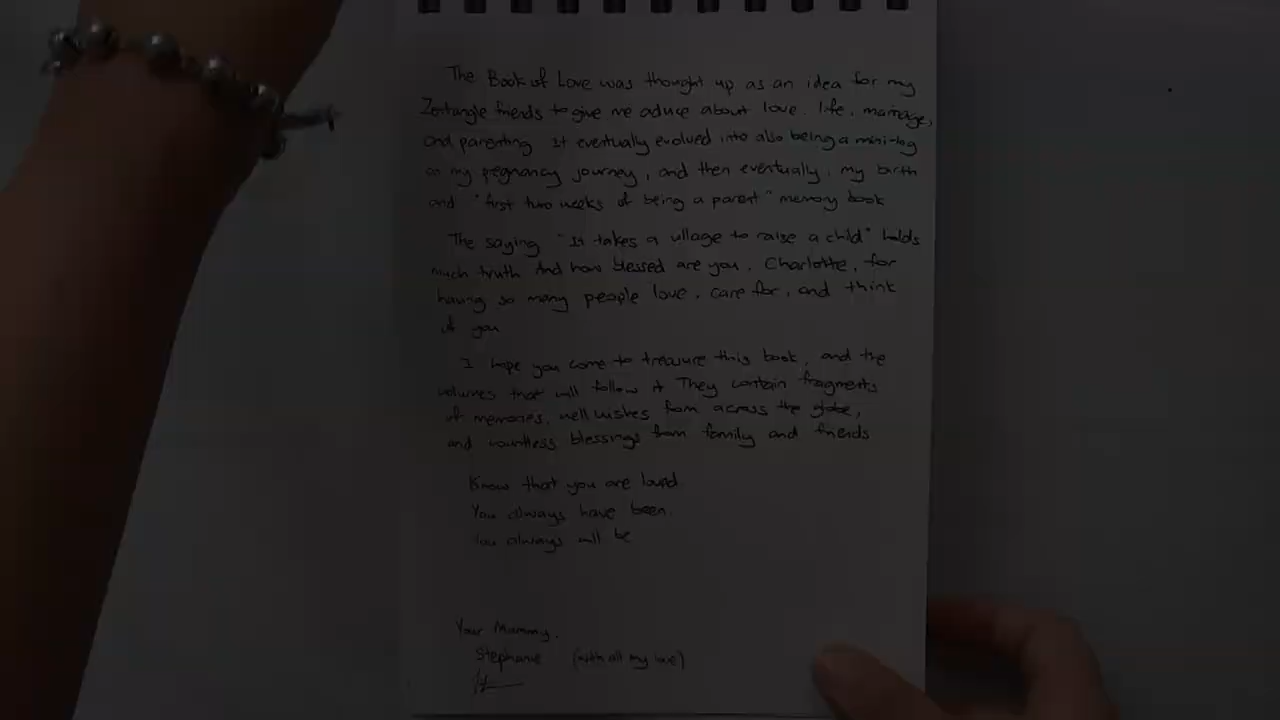 The Book of Love was thought up as an idea for my
Zentangle friends to give me advice about love, life, marriage,
and parenting. It eventually evolved into also being a mini-log
on my pregnancy journey, and then eventually, my birth
and "first two weeks of being a parent" memory book.
The saying "It takes a village to raise a child" holds
much truth. And how blessed are you, Charlotte, for
having so many people love, care for, and think
of you.
I hope you come to treasure this book, and the
volumes that will follow it. They contain fragments
of memories, well wishes from across the globe,
and countless blessings from family and friends.
Know that you are loved.
You always have been.
You always will be.
Your Mummy,
Stephanie (with all my love)